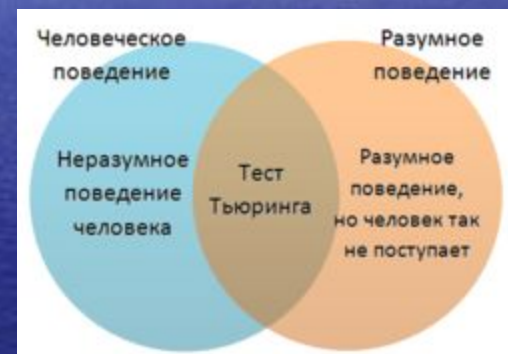 Человеческое
поведение
Разумное
поведение
Неразумное
поведение
человека
Тест
Тьюринга
Разумное
поведение,
но человек так
не поступает